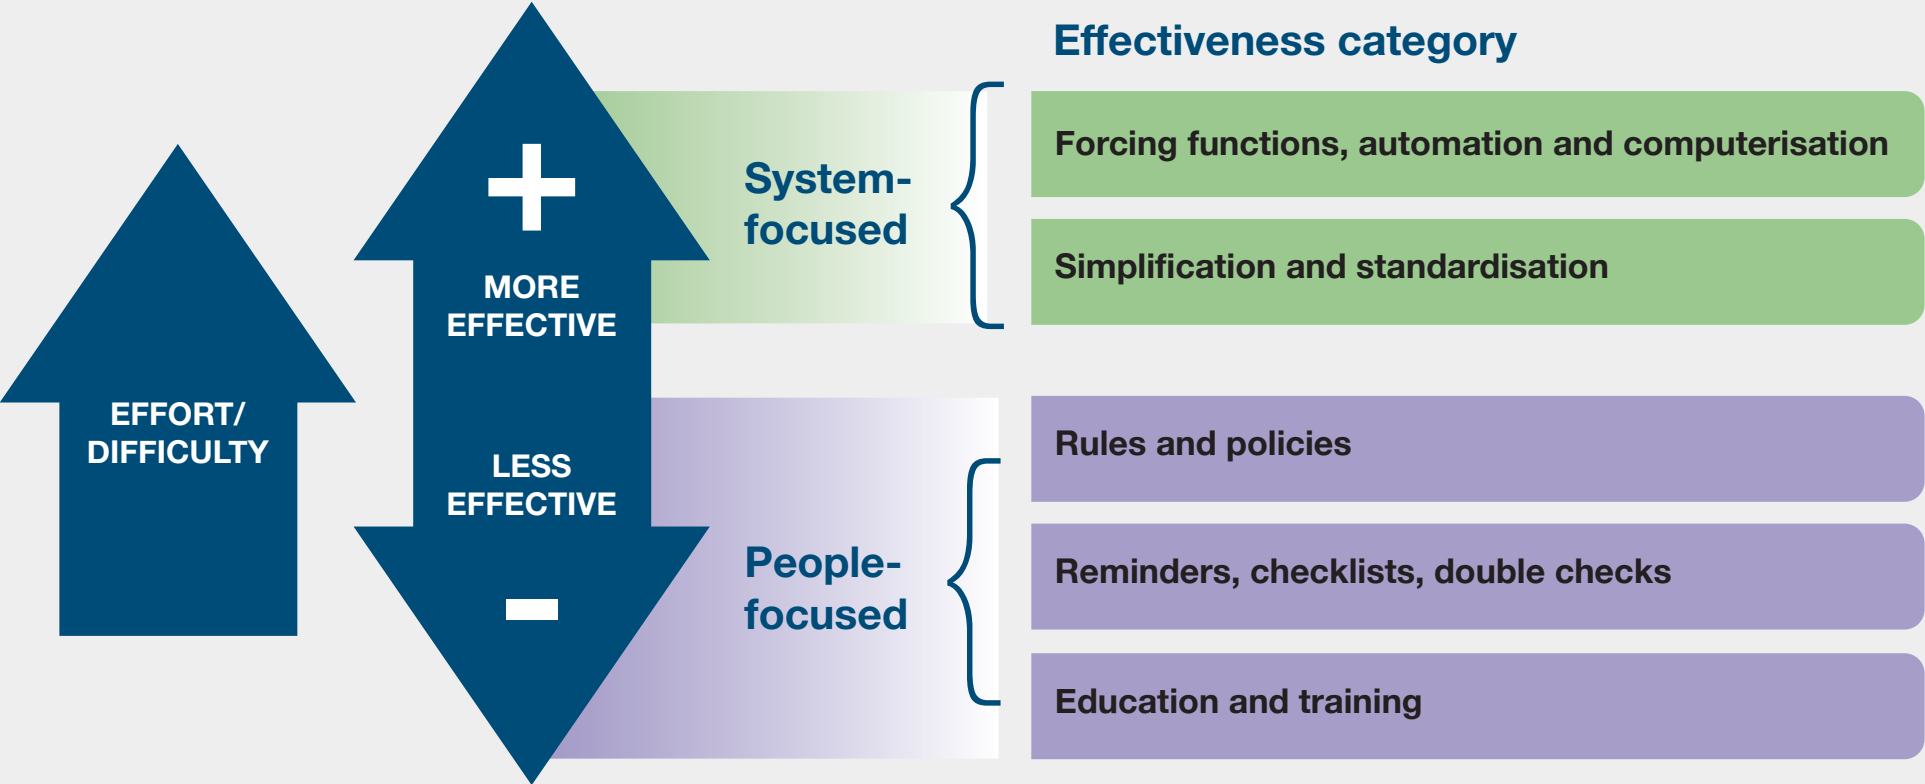 Effectiveness category
EFFORT/
DIFFICULTY
+
MORE
EFFECTIVE
LESS
EFFECTIVE
-
System-
focused
Forcing functions, automation and computerisation
Simplification and standardisation
People-
focused
Rules and policies
Reminders, checklists, double checks
Education and training